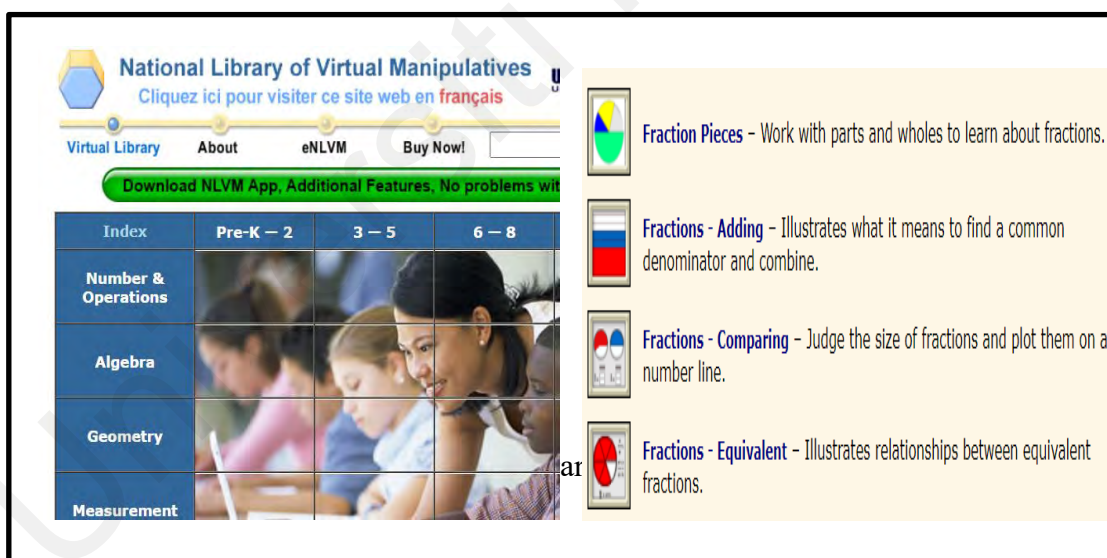 National Library of Virtual Manipulatives
Cliquez ici pour visiter ce site web en français
Virtual Library About eNLVM Buy Now!
Download NLVM App, Additional Features, No problems wit
Index Pre-K – 2 3 – 5 6 – 8
Number &
Operations
Algebra
Geometry
Measurement
Fraction Pieces – Work with parts and wholes to learn about fractions.
Fractions - Adding – Illustrates what it means to find a common
denominator and combine.
Fractions - Comparing – Judge the size of fractions and plot them on a
number line.
Fractions - Equivalent – Illustrates relationships between equivalent
fractions.